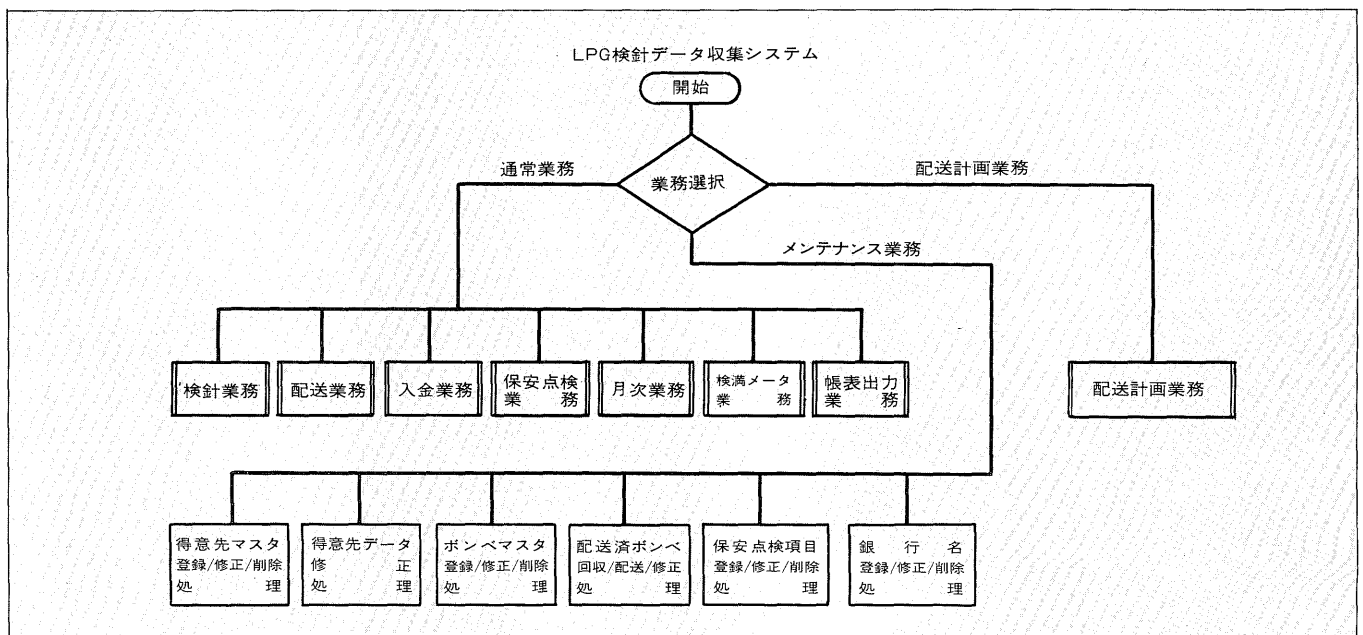 LPG検針データ収集システム
開始
業務選択
通常業務
配送計画業務
メンテナンス業務
検針業務
配送業務
入金業務
保安点検
業務
月次業務
検満メータ
業務
帳表出力
業務
配送計画業務
得意先マスタ
登録/修正/削除
処理
得意先データ
修正
処理
ボンベマスタ
登録/修正/削除
処理
配送済ボンベ
回収/配送/修正
処理
保安点検項目
登録/修正/削除
処理
銀行名
登録/修正/削除
処理